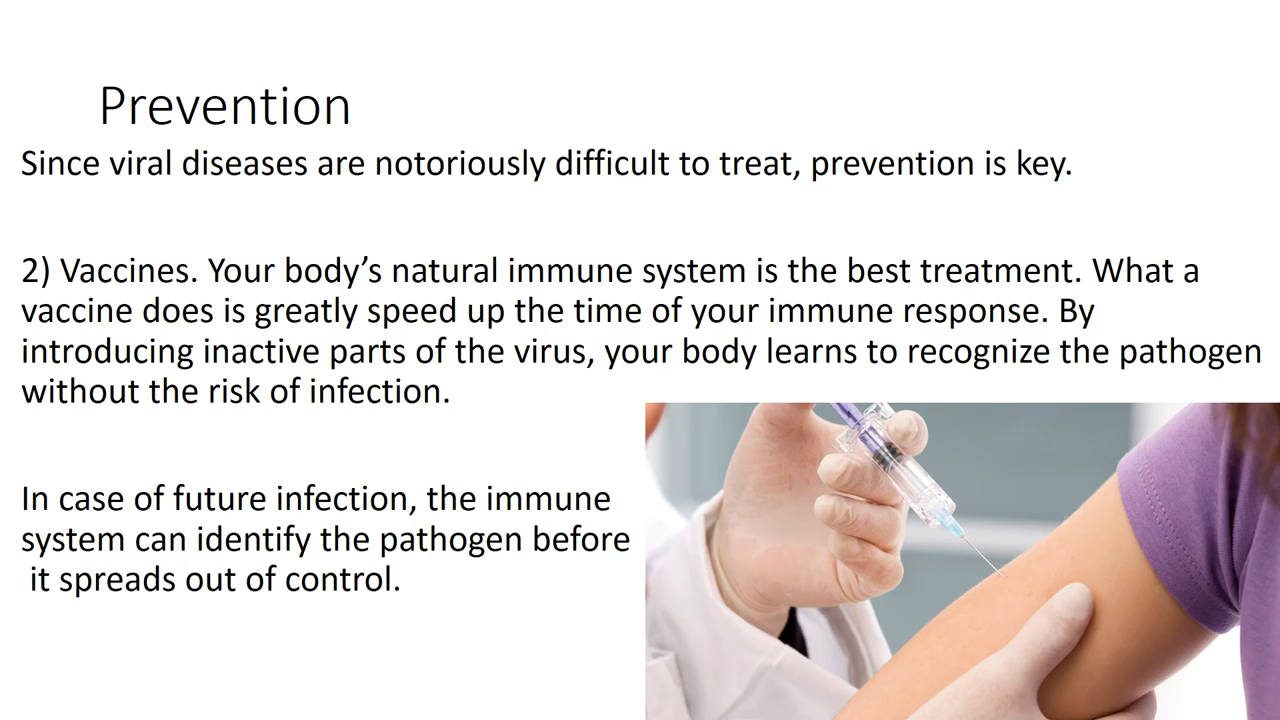 Prevention
Since viral diseases are notoriously difficult to treat, prevention is key.
2) Vaccines. Your body’s natural immune system is the best treatment. What a
vaccine does is greatly speed up the time of your immune response. By
introducing inactive parts of the virus, your body learns to recognize the pathogen
without the risk of infection.
In case of future infection, the immune
system can identify the pathogen before
it spreads out of control.